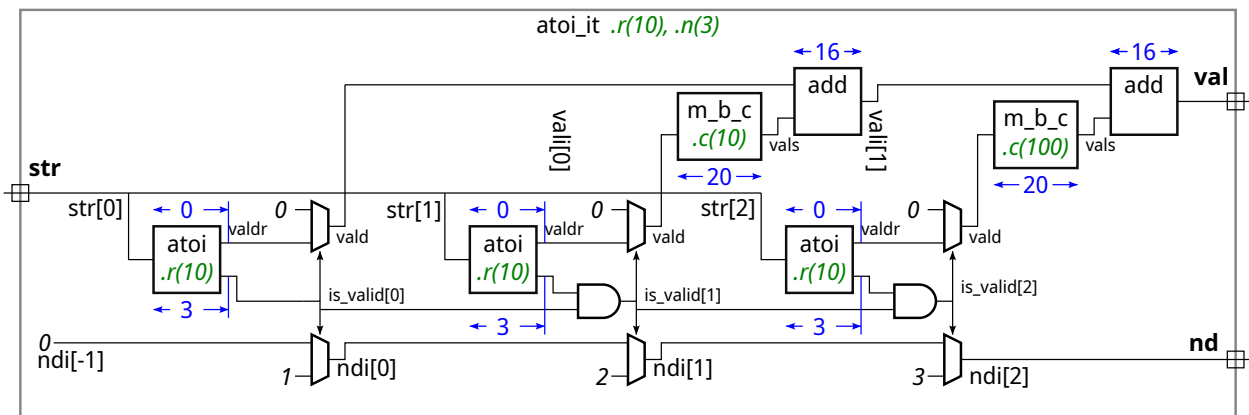 atoi_it .r(10), .n(3)
16
16
add
add
val
m_b_c
.c(10)
m_b_c
.c(100)
vali[0]
vali[1]
vals
vals
20
20
str
str[0]
str[1]
str[2]
0
0
0
0
0
0
valdr
valdr
valdr
vald
vald
vald
atoi
.r(10)
atoi
.r(10)
atoi
.r(10)
is_valid[0]
is_valid[1]
is_valid[2]
3
3
3
0
ndi[-1]
1
ndi[0]
2
ndi[1]
3
ndi[2]
nd